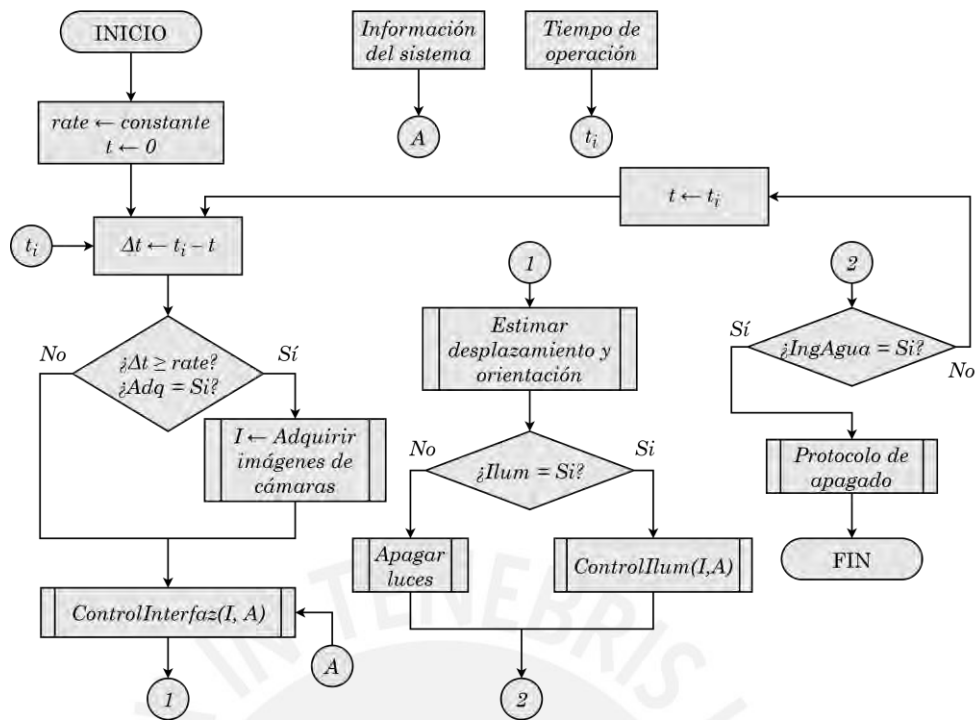 INICIO
Información
del sistema
Tiempo de
operación
rate ← constante
t ← 0
A
t_i
t ← t_i
t_i
Δt ← t_i – t
1
2
Estimar
desplazamiento y
orientación
Sí
¿IngAgua = Si?
No
No
¿Δt ≥ rate?
¿Adq = Si?
Sí
I ← Adquirir
imágenes de
cámaras
No
¿Ilum = Si?
Si
Protocolo de
apagado
Apagar
luces
ControlIlum(I,A)
FIN
ControlInterfaz(I, A)
A
1
2
IN TENEBRIS